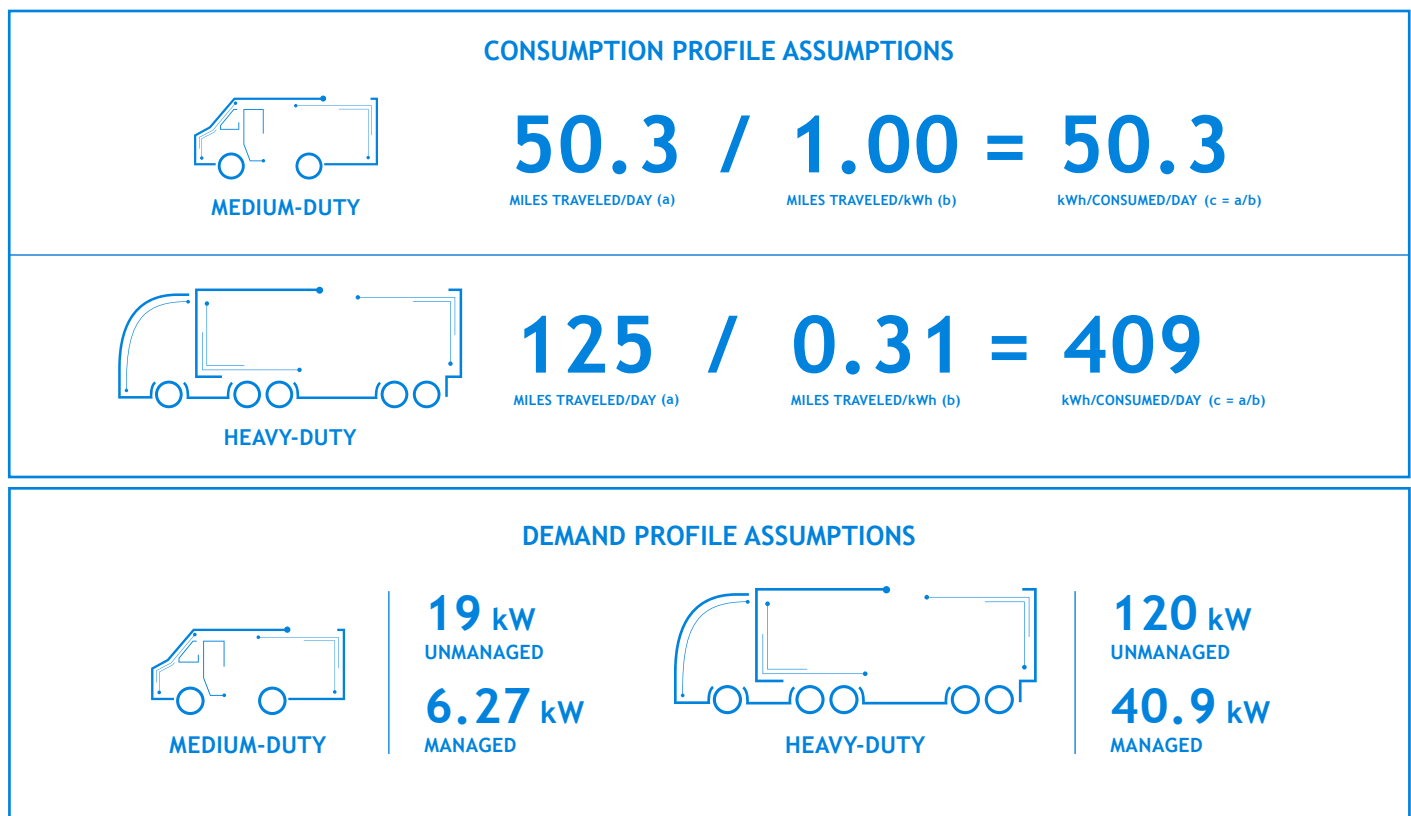 CONSUMPTION PROFILE ASSUMPTIONS
50.3 / 1.00 = 50.3
MILES TRAVELED/DAY (a) MILES TRAVELED/kWh (b) kWh/CONSUMED/DAY (c = a/b)
MEDIUM-DUTY
125 / 0.31 = 409
MILES TRAVELED/DAY (a) MILES TRAVELED/kWh (b) kWh/CONSUMED/DAY (c = a/b)
HEAVY-DUTY
DEMAND PROFILE ASSUMPTIONS
MEDIUM-DUTY
19 kW
UNMANAGED
6.27 kW
MANAGED
HEAVY-DUTY
120 kW
UNMANAGED
40.9 kW
MANAGED